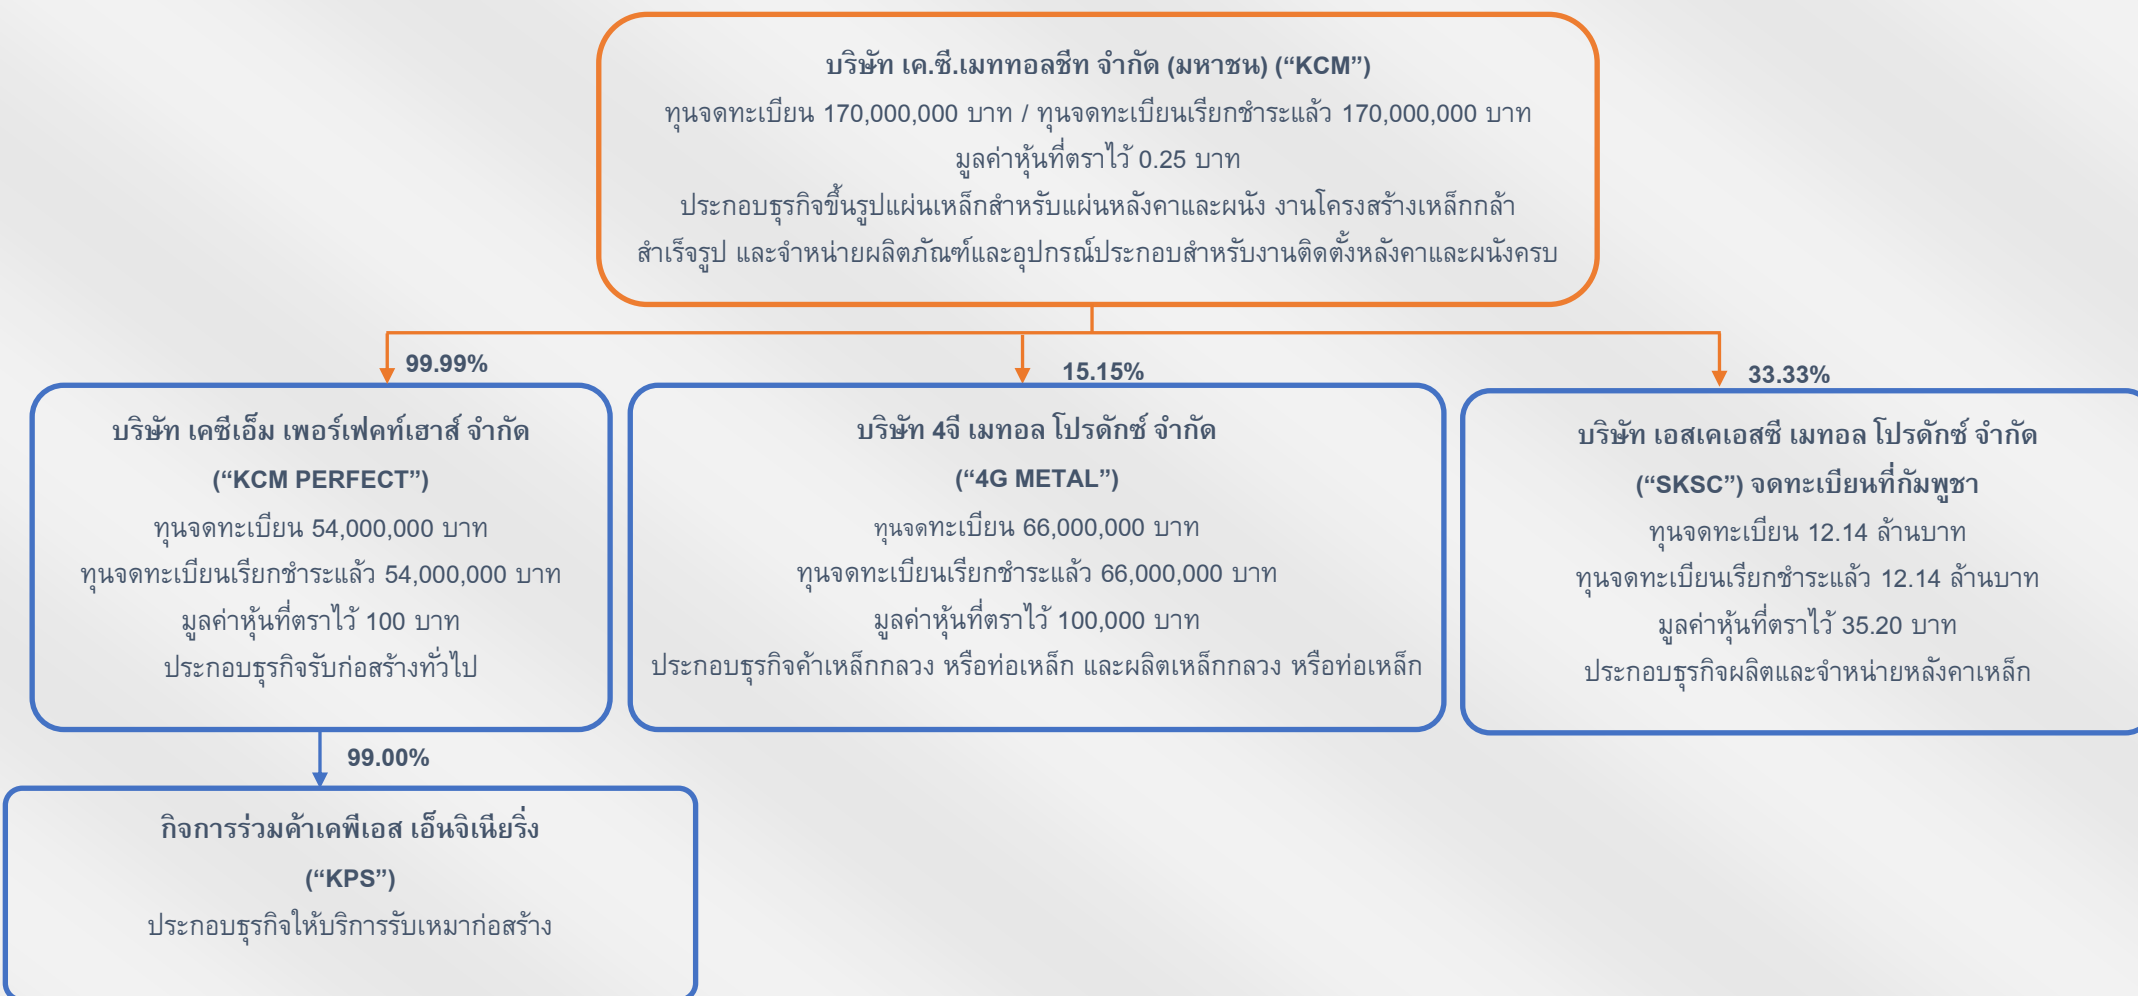 บริษัท เค.ซี.เมททอลชีท จำกัด (มหาชน) (“KCM”)
ทุนจดทะเบียน 170,000,000 บาท / ทุนจดทะเบียนเรียกชำระแล้ว 170,000,000 บาท
มูลค่าหุ้นที่ตราไว้ 0.25 บาท
ประกอบธุรกิจขึ้นรูปแผ่นเหล็กสำหรับแผ่นหลังคาและผนัง งานโครงสร้างเหล็กกล้า
สำเร็จรูป และจำหน่ายผลิตภัณฑ์และอุปกรณ์ประกอบสำหรับงานติดตั้งหลังคาและผนังครบ
99.99%
15.15%
33.33%
บริษัท เคซีเอ็ม เพอร์เฟคท์เฮาส์ จำกัด
(“KCM PERFECT”)
ทุนจดทะเบียน 54,000,000 บาท
ทุนจดทะเบียนเรียกชำระแล้ว 54,000,000 บาท
มูลค่าหุ้นที่ตราไว้ 100 บาท
ประกอบธุรกิจรับก่อสร้างทั่วไป
บริษัท 4จี เมทอล โปรดักซ์ จำกัด
(“4G METAL”)
ทุนจดทะเบียน 66,000,000 บาท
ทุนจดทะเบียนเรียกชำระแล้ว 66,000,000 บาท
มูลค่าหุ้นที่ตราไว้ 100,000 บาท
ประกอบธุรกิจค้าเหล็กกลวง หรือท่อเหล็ก และผลิตเหล็กกลวง หรือท่อเหล็ก
บริษัท เอสเคเอสซี เมทอล โปรดักซ์ จำกัด
(“SKSC”) จดทะเบียนที่กัมพูชา
ทุนจดทะเบียน 12.14 ล้านบาท
ทุนจดทะเบียนเรียกชำระแล้ว 12.14 ล้านบาท
มูลค่าหุ้นที่ตราไว้ 35.20 บาท
ประกอบธุรกิจผลิตและจำหน่ายหลังคาเหล็ก
99.00%
กิจการร่วมค้าเคพีเอส เอ็นจิเนียริ่ง
(“KPS”)
ประกอบธุรกิจให้บริการรับเหมาก่อสร้าง